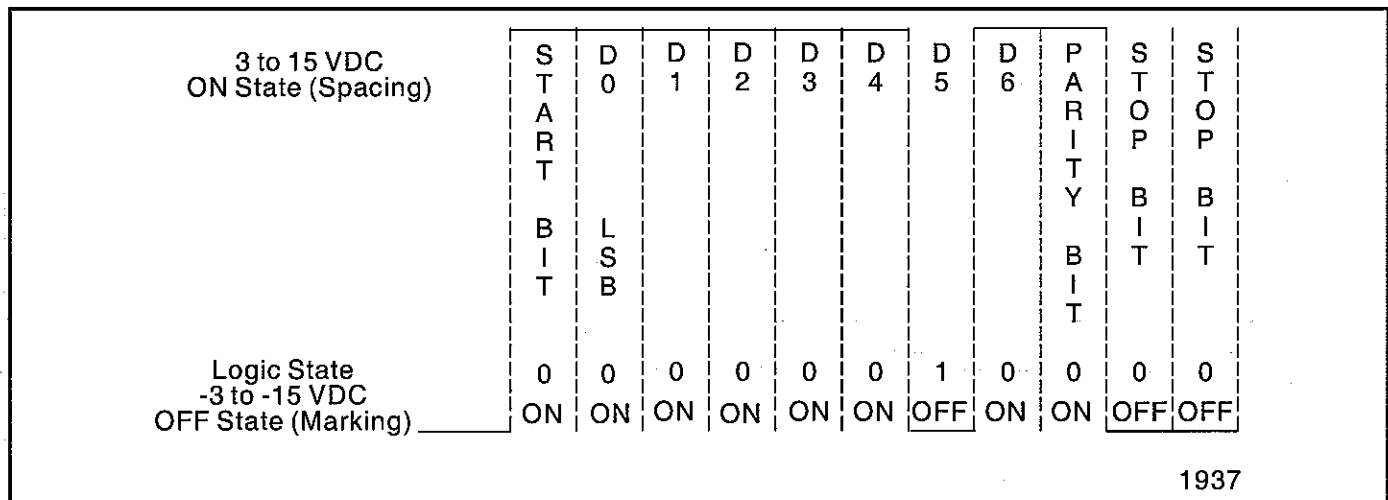 3 to 15 VDC
ON State (Spacing)
START BIT
D0 LSB
D1
D2
D3
D4
D5
D6
PARITY BIT
STOP BIT
STOP BIT
Logic State
-3 to -15 VDC
OFF State (Marking)
0 0 0 0 0 0 1 0 0 0 0
ON ON ON ON ON ON OFF ON ON OFF OFF
1937